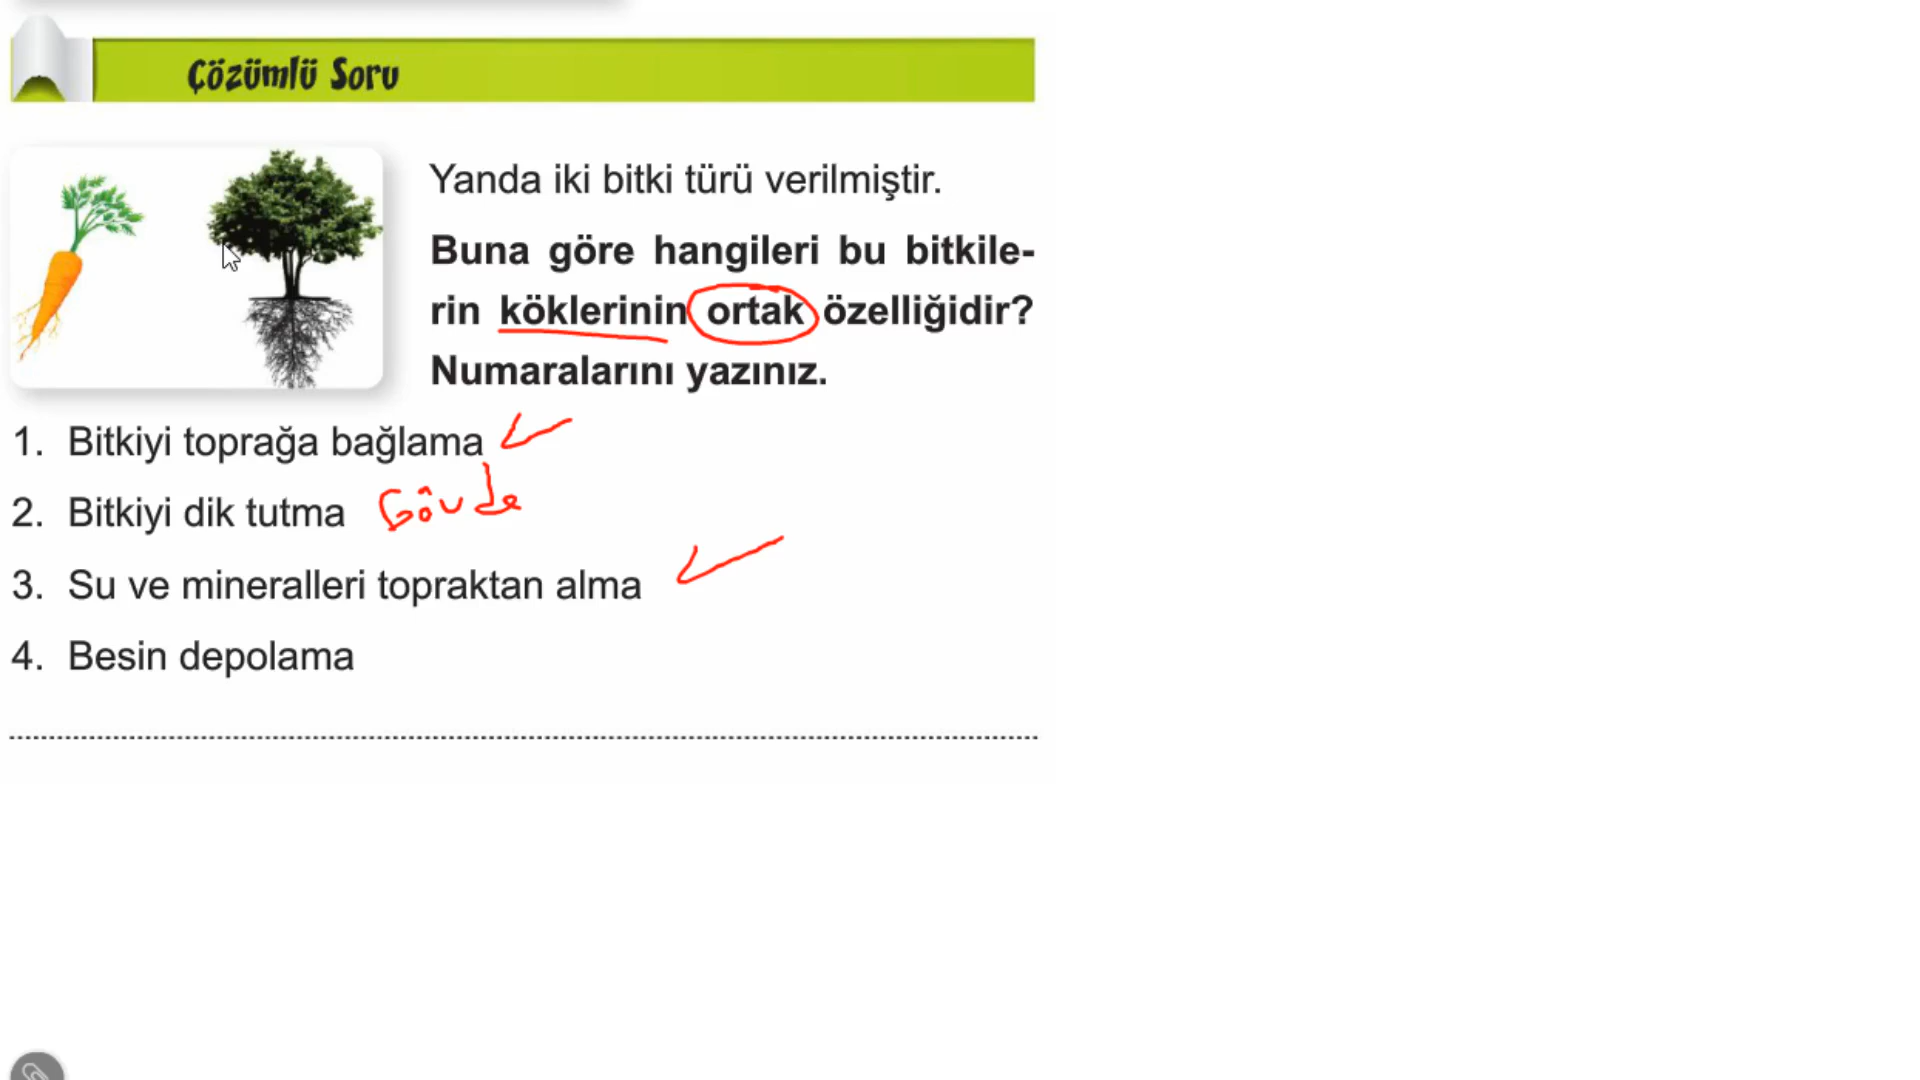 Çözümlü Soru
Yanda iki bitki türü verilmiştir.
Buna göre hangileri bu bitkile-
rin köklerinin ortak özelliğidir?
Numaralarını yazınız.
1. Bitkiyi toprağa bağlama
2. Bitkiyi dik tutma Gövde
3. Su ve mineralleri topraktan alma
4. Besin depolama